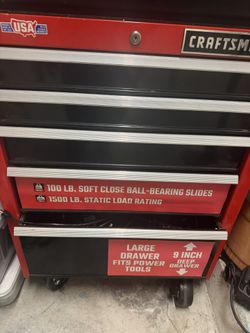 USA
CRAFTSM
100 LB. SOFT CLOSE BALL-BEARING SLIDES
1500 LB. STATIC LOAD RATING
LARGE
DRAWER
FITS POWER
TOOLS
9 INCH
DEEP
DRAWER